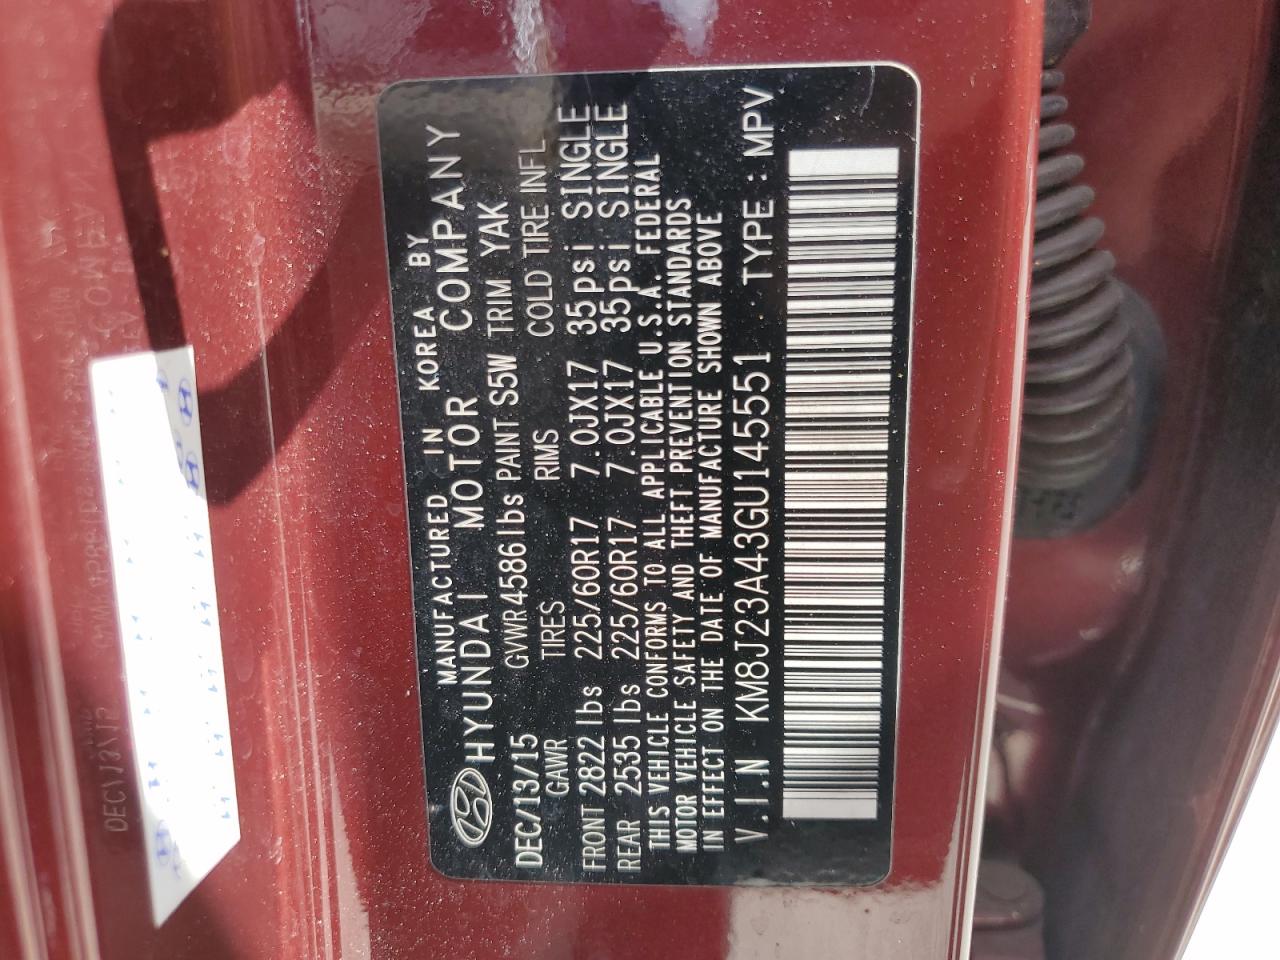 MANUFACTURED IN KOREA BY
HYUNDAI MOTOR COMPANY
DEC/13/15 GVWR 4586 lbs PAINT S5W TRIM YAK
GAWR TIRES RIMS COLD TIRE INFL
FRONT 2822 lbs 225/60R17 7.0JX17 35psi SINGLE
REAR 2535 lbs 225/60R17 7.0JX17 35psi SINGLE
THIS VEHICLE CONFORMS TO ALL APPLICABLE U.S.A. FEDERAL
MOTOR VEHICLE SAFETY AND THEFT PREVENTION STANDARDS
IN EFFECT ON THE DATE OF MANUFACTURE SHOWN ABOVE
V.I.N KM8J23A43GU145551 TYPE : MPV